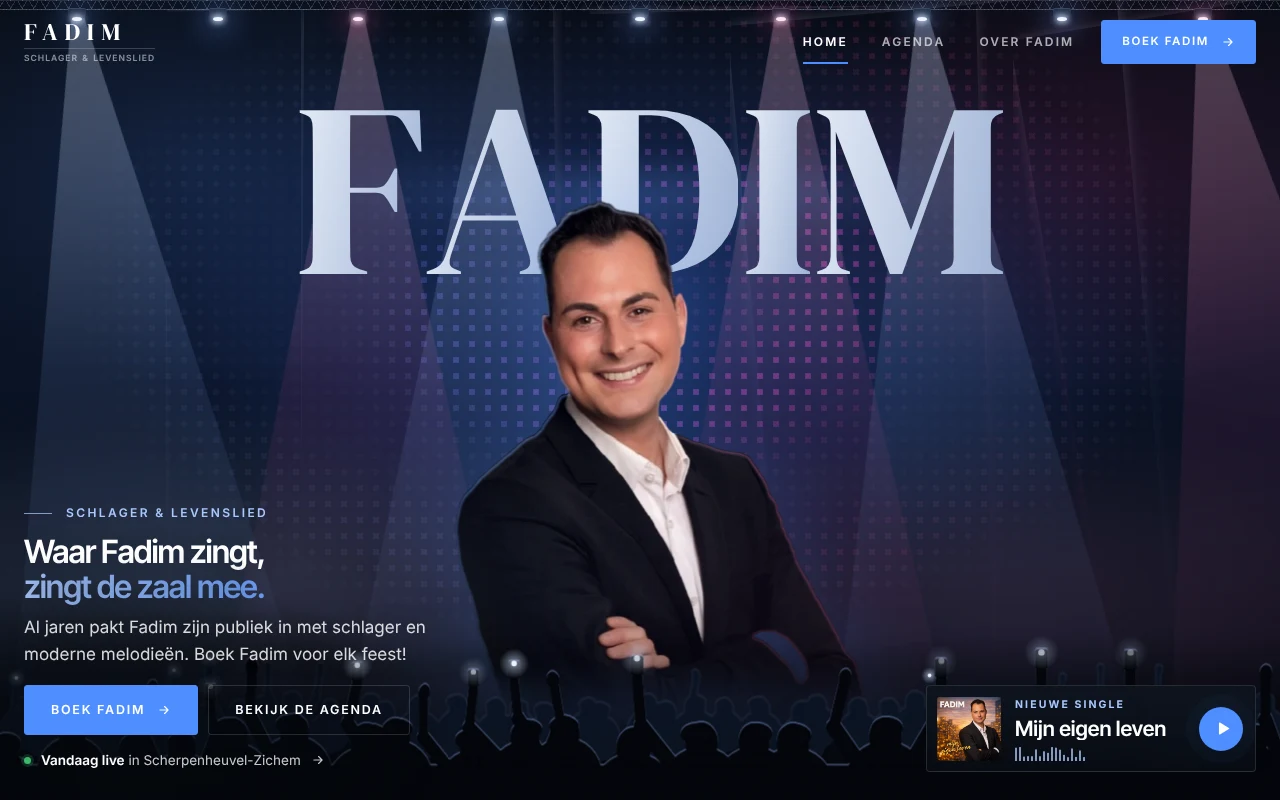 FADIM
SCHLAGER & LEVENSLIED
HOME
AGENDA
OVER FADIM
BOEK FADIM →
FADIM
SCHLAGER & LEVENSLIED
Waar Fadim zingt,
zingt de zaal mee.
Al jaren pakt Fadim zijn publiek in met schlager en
moderne melodieën. Boek Fadim voor elk feest!
BOEK FADIM →
BEKIJK DE AGENDA
Vandaag live in Scherpenheuvel-Zichem →
FADIM
NIEUWE SINGLE
Mijn eigen leven